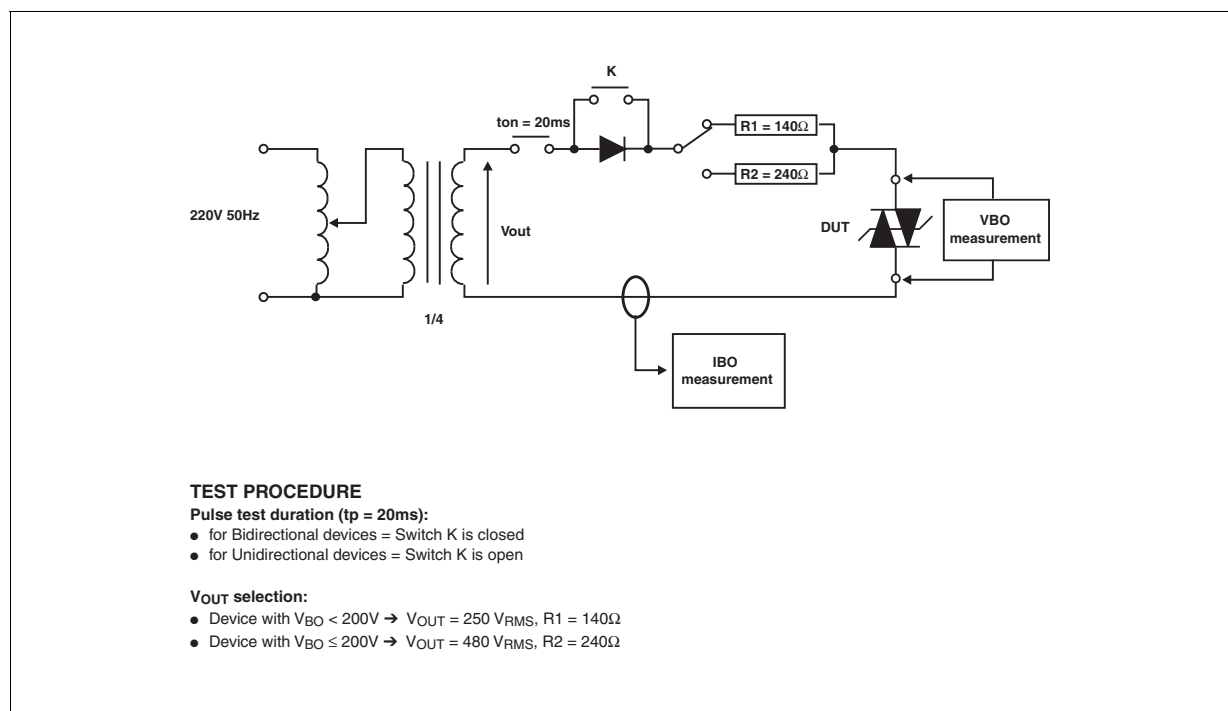 K
ton = 20ms
R1 = 140Ω
R2 = 240Ω
220V 50Hz
Vout
DUT
VBO
measurement
1/4
IBO
measurement
TEST PROCEDURE
Pulse test duration (tp = 20ms):
● for Bidirectional devices = Switch K is closed
● for Unidirectional devices = Switch K is open
VOUT selection:
● Device with VBO < 200V ➔ VOUT = 250 VRMS, R1 = 140Ω
● Device with VBO ≤ 200V ➔ VOUT = 480 VRMS, R2 = 240Ω